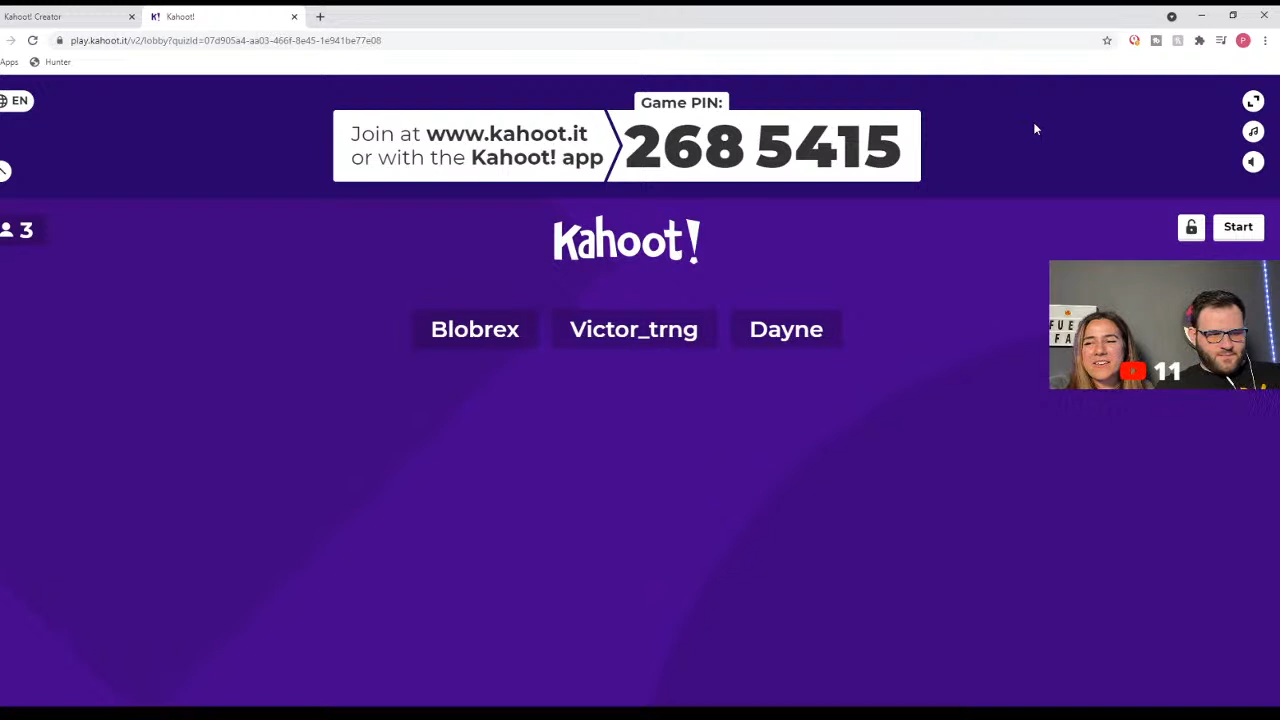 Kahoot! Creator
Kahoot!
play.kahoot.it/v2/lobby?quizId=07d905a4-aa03-466f-8e45-1e941be77e08
Apps
Hunter
EN
Game PIN:
Join at www.kahoot.it
or with the Kahoot! app
268 5415
3
Kahoot!
Start
Blobrex
Victor_trng
Dayne
FUE
FA
11